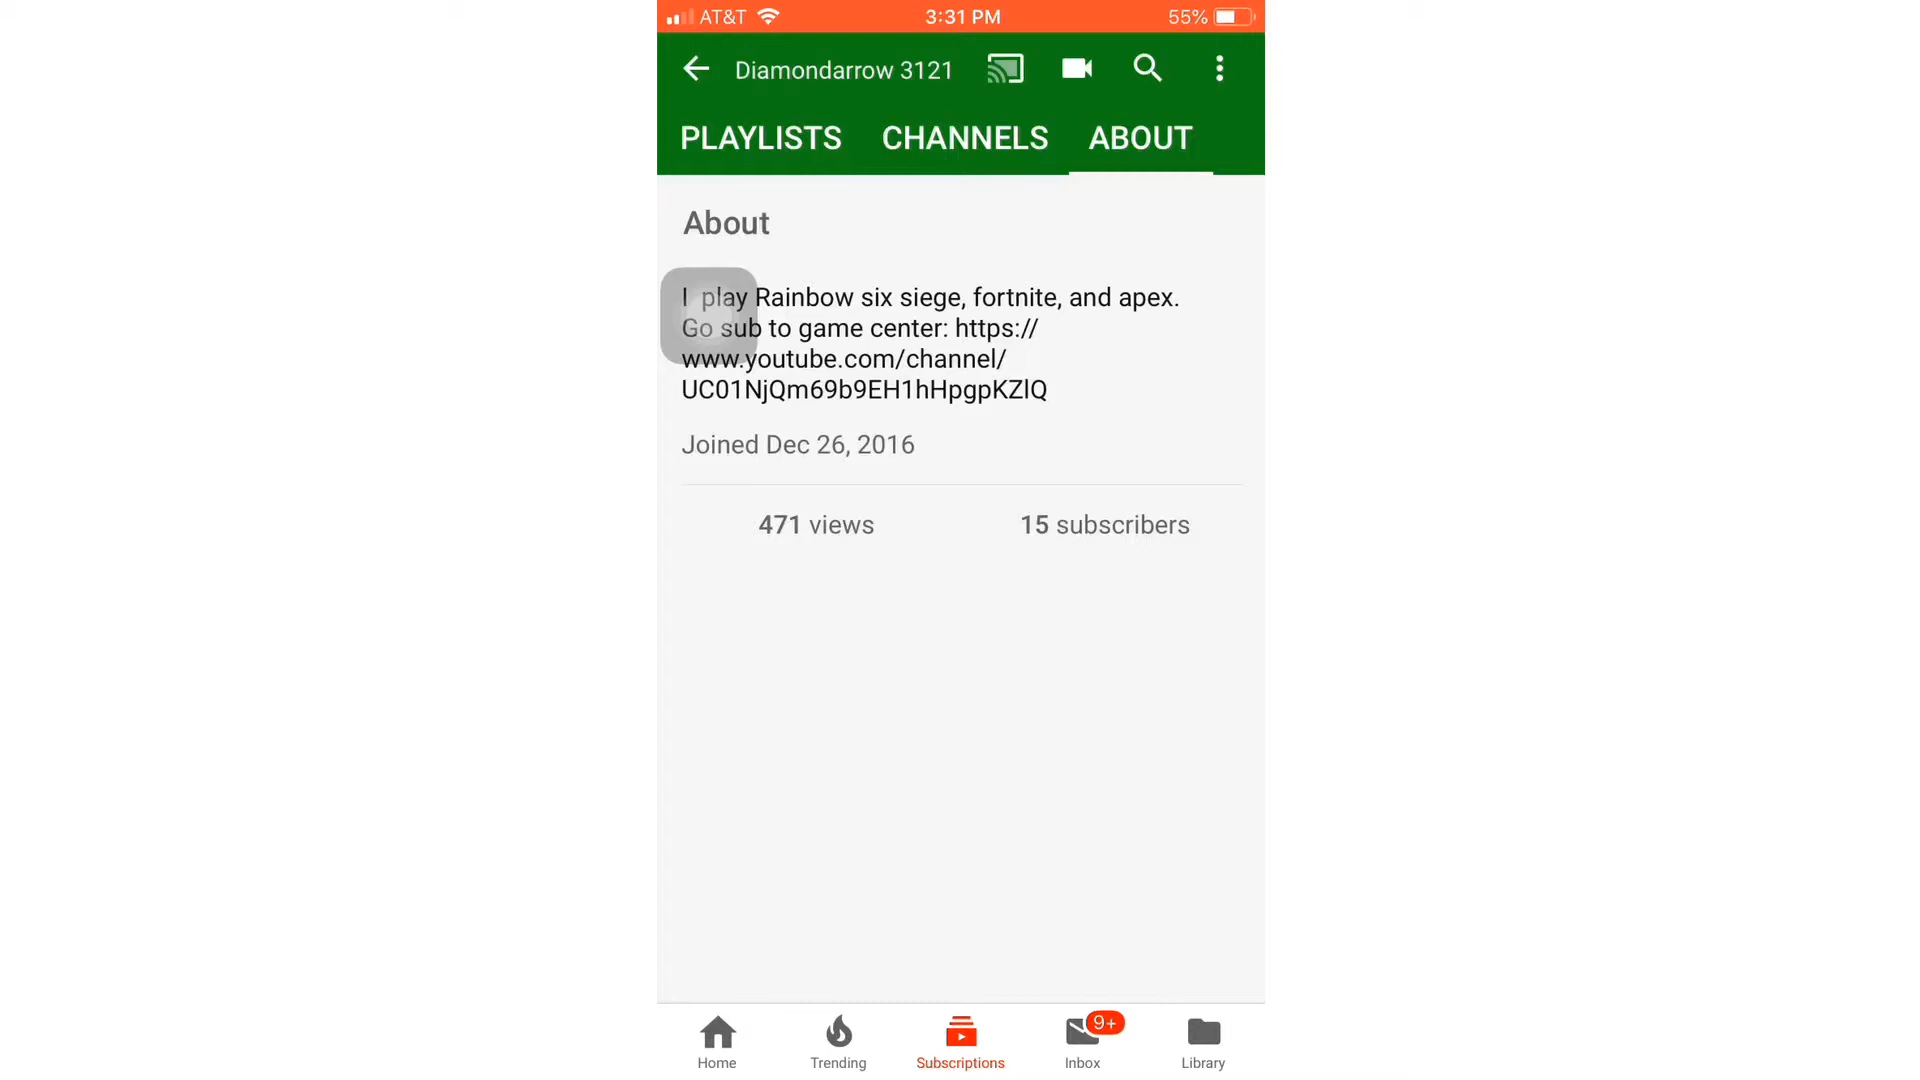 AT&T 3:31 PM 55%
Diamondarrow 3121
PLAYLISTS CHANNELS ABOUT
About
I play Rainbow six siege, fortnite, and apex.
Go sub to game center: https://
www.youtube.com/channel/
UC01NjQm69b9EH1hHpgpKZlQ
Joined Dec 26, 2016
471 views 15 subscribers
9+
Home Trending Subscriptions Inbox Library